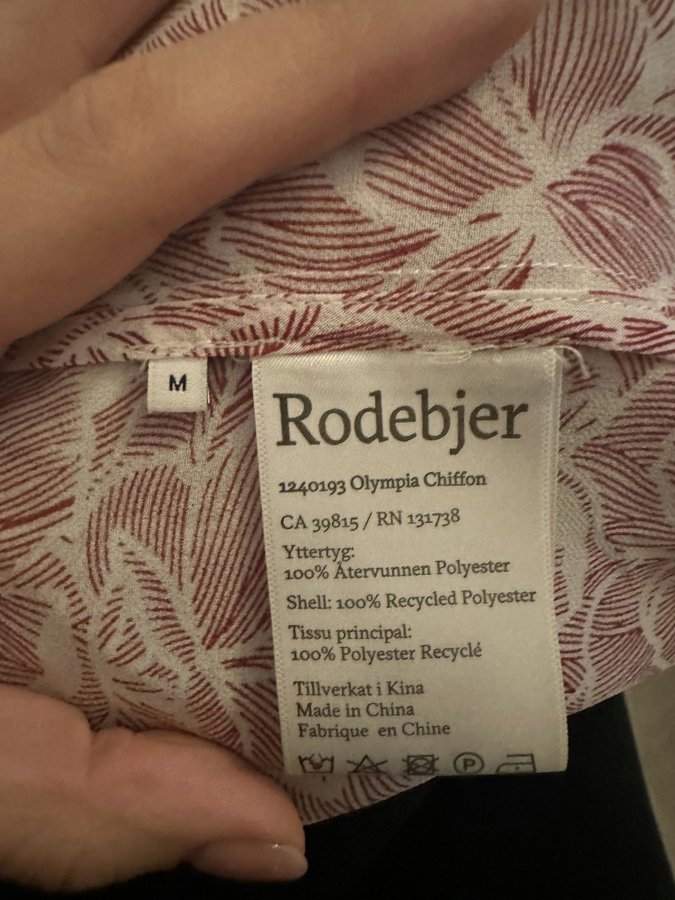 M
Rodebjer
1240193 Olympia Chiffon
CA 39815 / RN 131738
Yttertyg:
100% Återvunnen Polyester
Shell: 100% Recycled Polyester
Tissu principal:
100% Polyester Recyclé
Tillverkat i Kina
Made in China
Fabrique en Chine
P